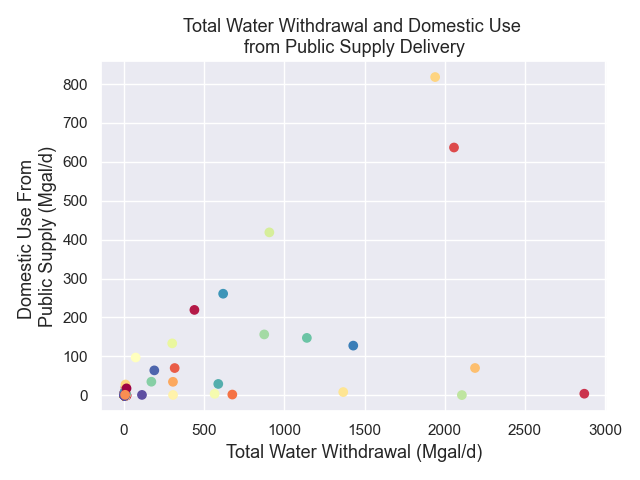 Total Water Withdrawal and Domestic Use
from Public Supply Delivery
Domestic Use From
Public Supply (Mgal/d)
800
700
600
500
400
300
200
100
0
0 500 1000 1500 2000 2500 3000
Total Water Withdrawal (Mgal/d)